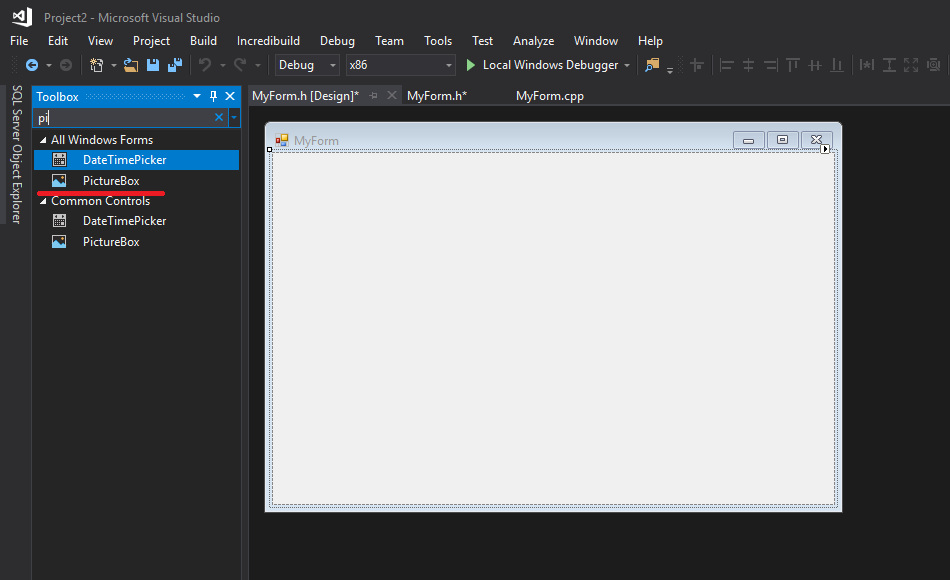 Project2 - Microsoft Visual Studio
File Edit View Project Build Incredibuild Debug Team Tools Test Analyze Window Help
Debug x86 Local Windows Debugger
SQL Server Object Explorer
Toolbox
pi
All Windows Forms
DateTimePicker
PictureBox
Common Controls
DateTimePicker
PictureBox
MyForm.h [Design]* MyForm.h* MyForm.cpp
MyForm